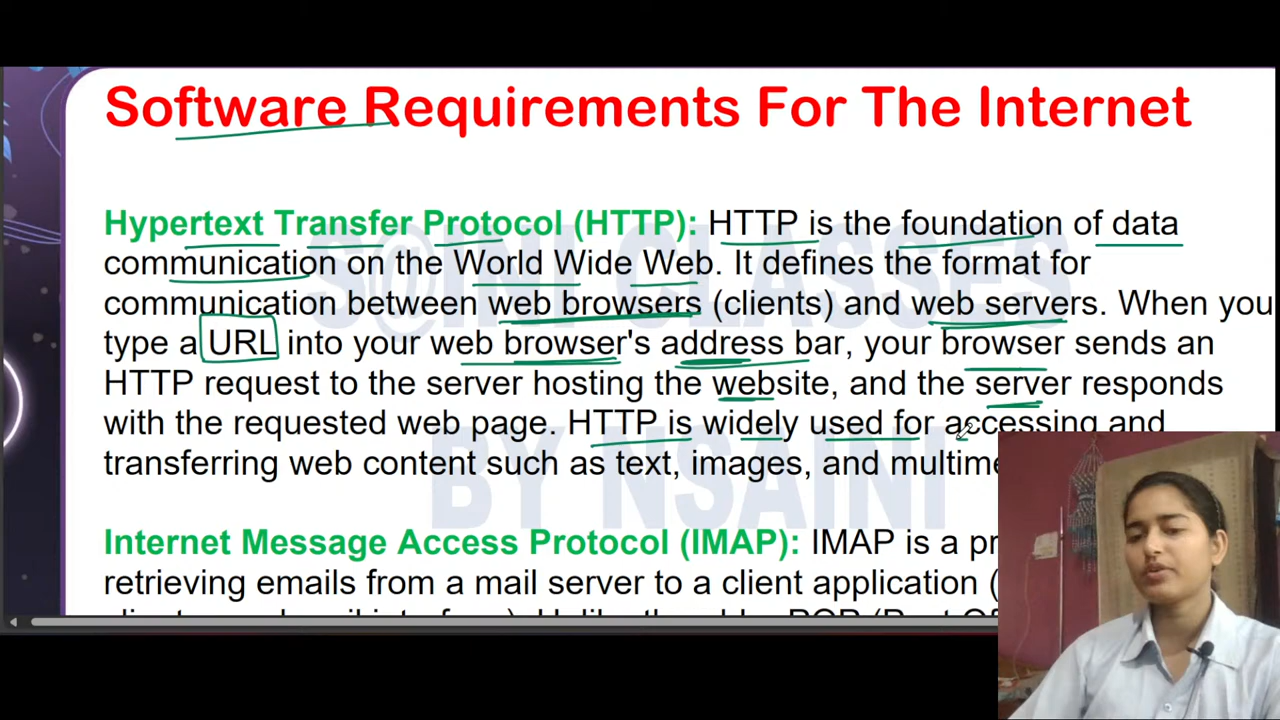 Software Requirements For The Internet
Hypertext Transfer Protocol (HTTP): HTTP is the foundation of data
communication on the World Wide Web. It defines the format for
communication between web browsers (clients) and web servers. When you
type a URL into your web browser's address bar, your browser sends an
HTTP request to the server hosting the website, and the server responds
with the requested web page. HTTP is widely used for accessing and
transferring web content such as text, images, and
Internet Message Access Protocol (IMAP): IMAP is a
retrieving emails from a mail server to a client application (
S@INI CLASSES
BY NSAINI